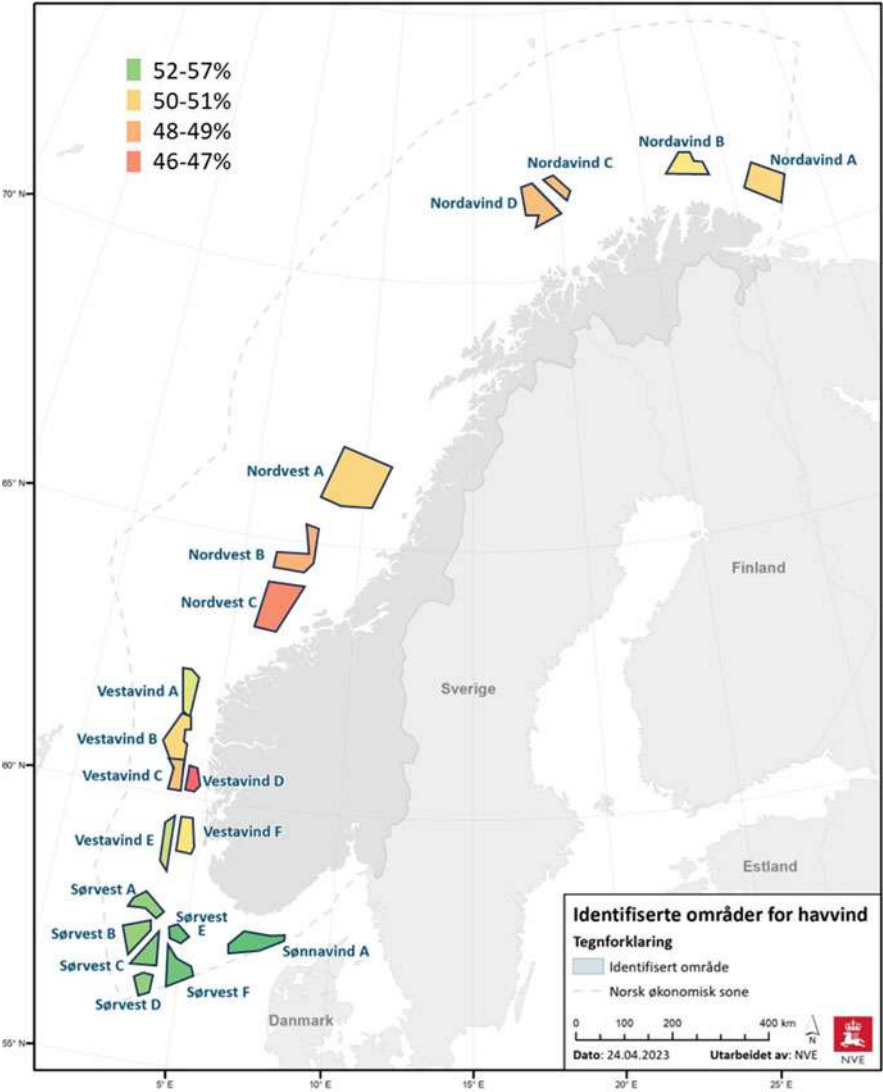 52-57%
50-51%
48-49%
46-47%
Nordavind B
Nordavind A
Nordavind C
Nordavind D
70° N
Nordvest A
65° N
Nordvest B
Finland
Nordvest C
Sverige
Vestavind A
Vestavind B
60° N
Vestavind C
Vestavind D
Vestavind E
Vestavind F
Estland
Sørvest A
Sørvest
E
Sørvest B
Sørvest C
Sønnavind A
Sørvest D
Sørvest F
Danmark
Identifiserte områder for havvind
Tegnforklaring
Identifisert område
Norsk økonomisk sone
0 100 200 400 km
N
Dato: 24.04.2023 Utarbeidet av: NVE
NVE
55° N
5° E 10° E 15° E 20° E 25° E